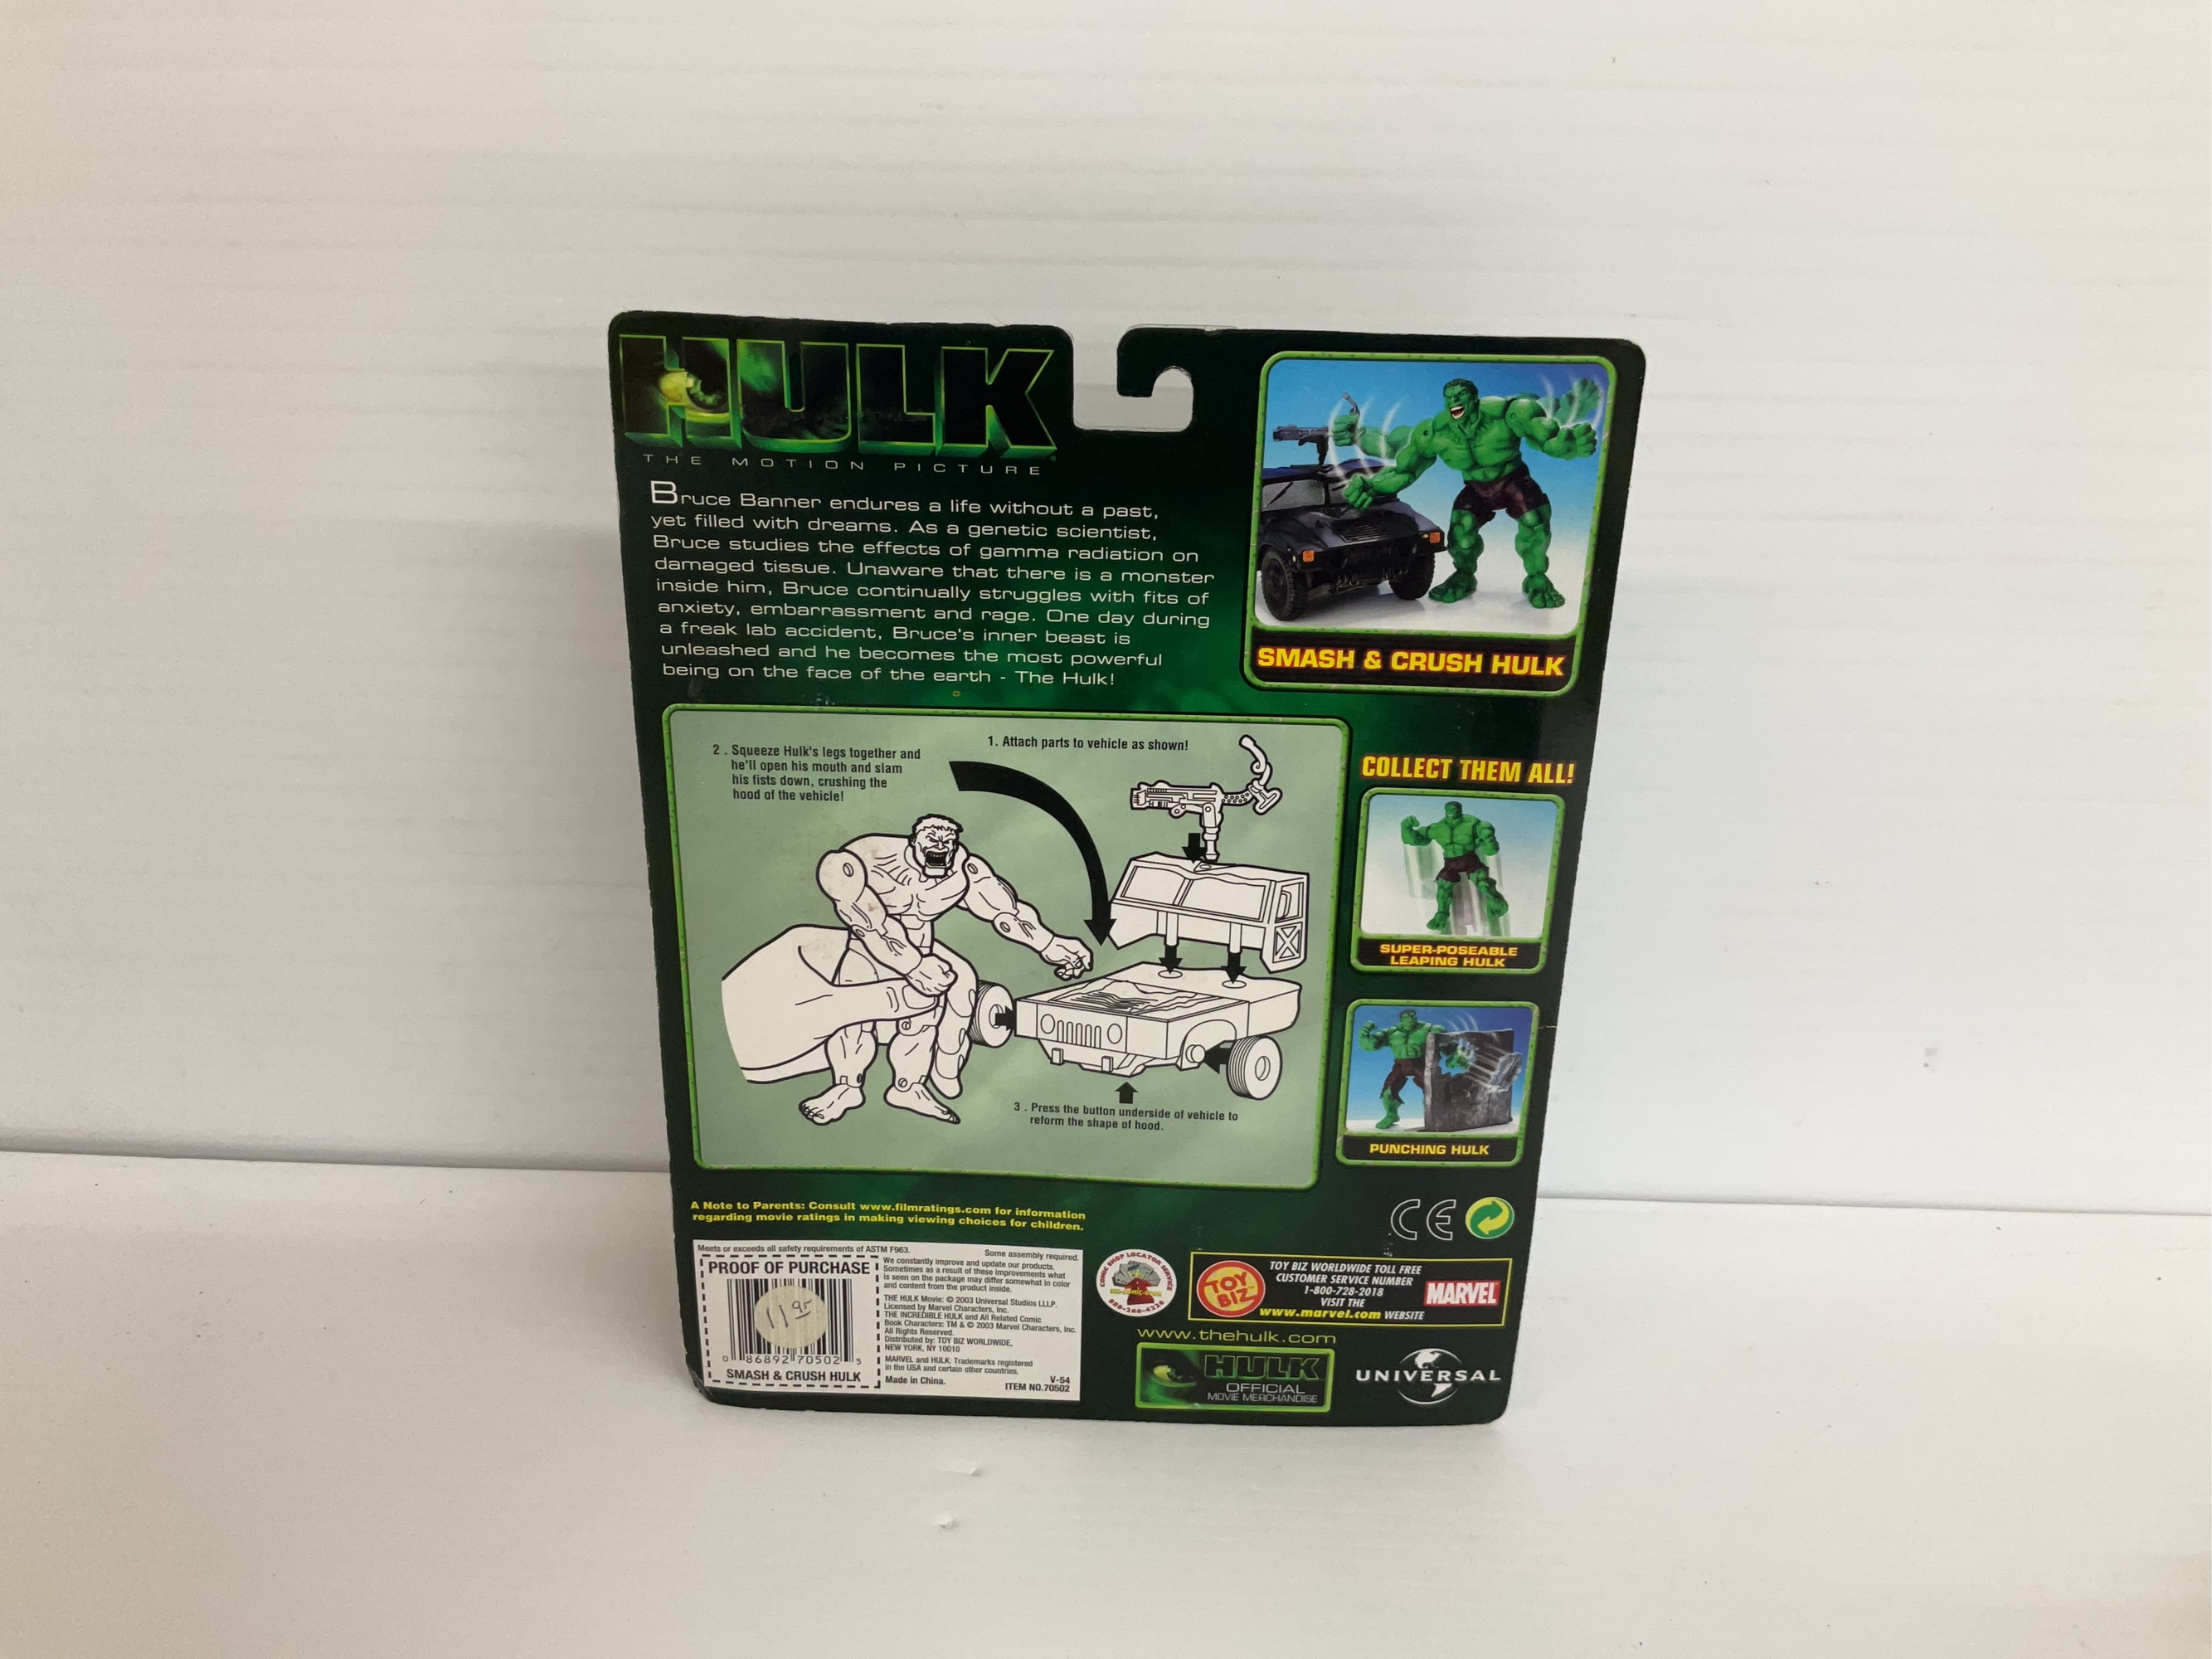 HULK
THE MOTION PICTURE
Bruce Banner endures a life without a past,
yet filled with dreams. As a genetic scientist,
Bruce studies the effects of gamma radiation on
damaged tissue. Unaware that there is a monster
inside him, Bruce continually struggles with fits of
anxiety, embarrassment and rage. One day during
a freak lab accident, Bruce's inner beast is
unleashed and he becomes the most powerful
being on the face of the earth - The Hulk!
SMASH & CRUSH HULK
1. Attach parts to vehicle as shown!
2 . Squeeze Hulk's legs together and
he'll open his mouth and slam
his fists down, crushing the
hood of the vehicle!
3 . Press the button underside of vehicle to
reform the shape of hood.
COLLECT THEM ALL!
SUPER-POSEABLE
LEAPING HULK
PUNCHING HULK
A Note to Parents: Consult www.filmratings.com for information
regarding movie ratings in making viewing choices for children.
CE
Meets or exceeds all safety requirements of ASTM F963.
Some assembly required.
PROOF OF PURCHASE
11 95
0 86892 70502 5
SMASH & CRUSH HULK
We constantly improve and update our products.
Sometimes as a result of these improvements what
is seen on the package may differ somewhat in color
and content from the product inside.
THE HULK Movie: © 2003 Universal Studios LLLP.
Licensed by Marvel Characters, Inc.
THE INCREDIBLE HULK and All Related Comic
Book Characters: TM & © 2003 Marvel Characters, Inc.
All Rights Reserved.
Distributed by: TOY BIZ WORLDWIDE,
NEW YORK, NY 10010
MARVEL and HULK: Trademarks registered
in the USA and certain other countries.
Made in China.
V-54
ITEM NO.70502
COMIC SHOP LOCATOR SERVICE
888-266-4226
TOY BIZ
TOY BIZ WORLDWIDE TOLL FREE
CUSTOMER SERVICE NUMBER
1-800-728-2018
VISIT THE
www.marvel.com WEBSITE
MARVEL
www.thehulk.com
HULK
OFFICIAL
MOVIE MERCHANDISE
UNIVERSAL